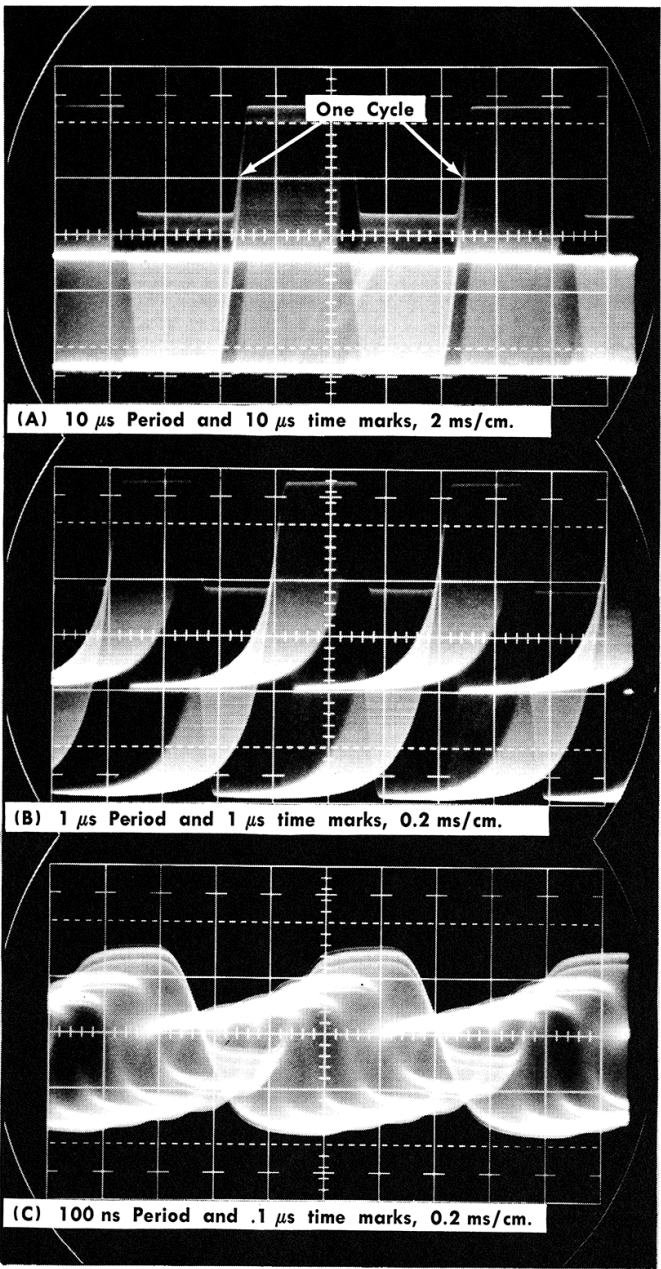 One Cycle
(A) 10 μs Period and 10 μs time marks, 2 ms/cm.
(B) 1 μs Period and 1 μs time marks, 0.2 ms/cm.
(C) 100 ns Period and .1 μs time marks, 0.2 ms/cm.